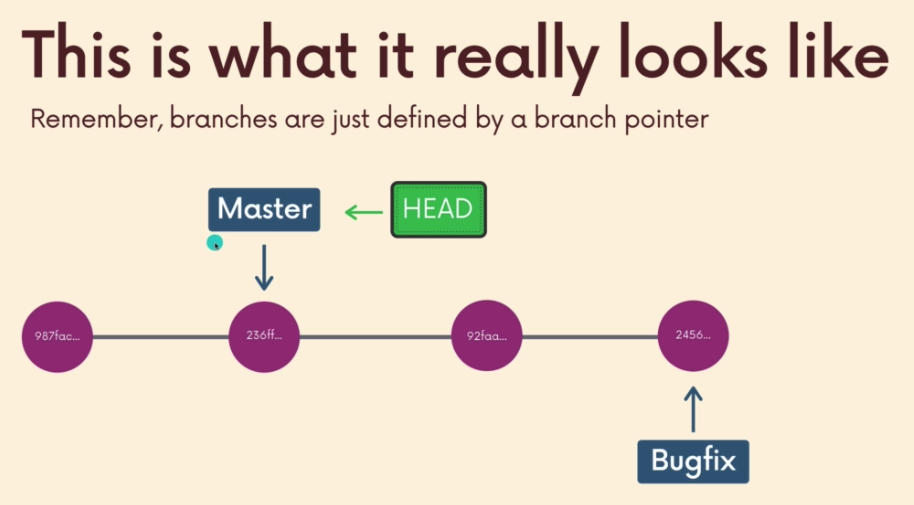 This is what it really looks like
Remember, branches are just defined by a branch pointer
Master
HEAD
987fac...
236ff...
92faa...
2456...
Bugfix